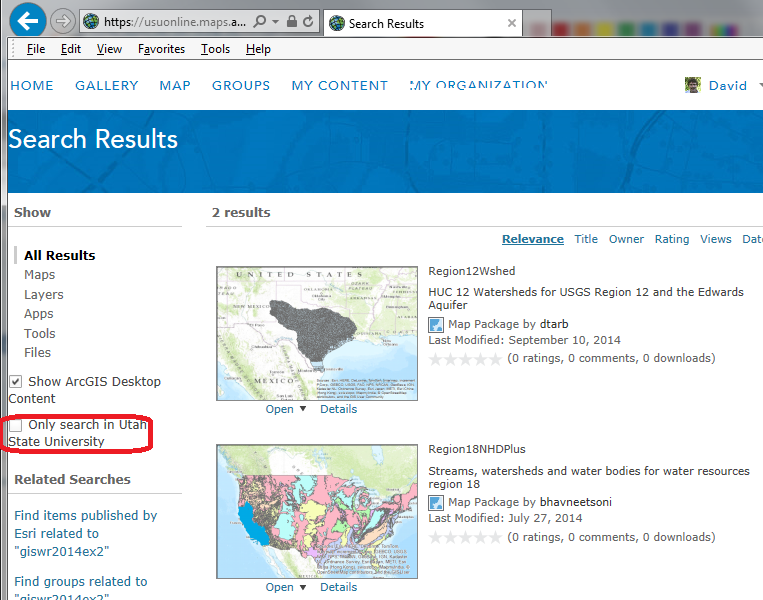 https://usuonline.maps.a...
Search Results
File Edit View Favorites Tools Help
HOME GALLERY MAP GROUPS MY CONTENT MY ORGANIZATION David
Search Results
Show
2 results
Relevance Title Owner Rating Views Date
All Results
Maps
Layers
Apps
Tools
Files
Show ArcGIS Desktop
Content
Only search in Utah
State University
Related Searches
Find items published by
Esri related to
"giswr2014ex2"
Find groups related to
"giswr2014ex2"
UNITED STATES
MEXICO
Region12Wshed
HUC 12 Watersheds for USGS Region 12 and the Edwards
Aquifer
Map Package by dtarb
Last Modified: September 10, 2014
(0 ratings, 0 comments, 0 downloads)
Open Details
Region18NHDPlus
Streams, watersheds and water bodies for water resources
region 18
Map Package by bhavneetsoni
Last Modified: July 27, 2014
(0 ratings, 0 comments, 0 downloads)
Open Details